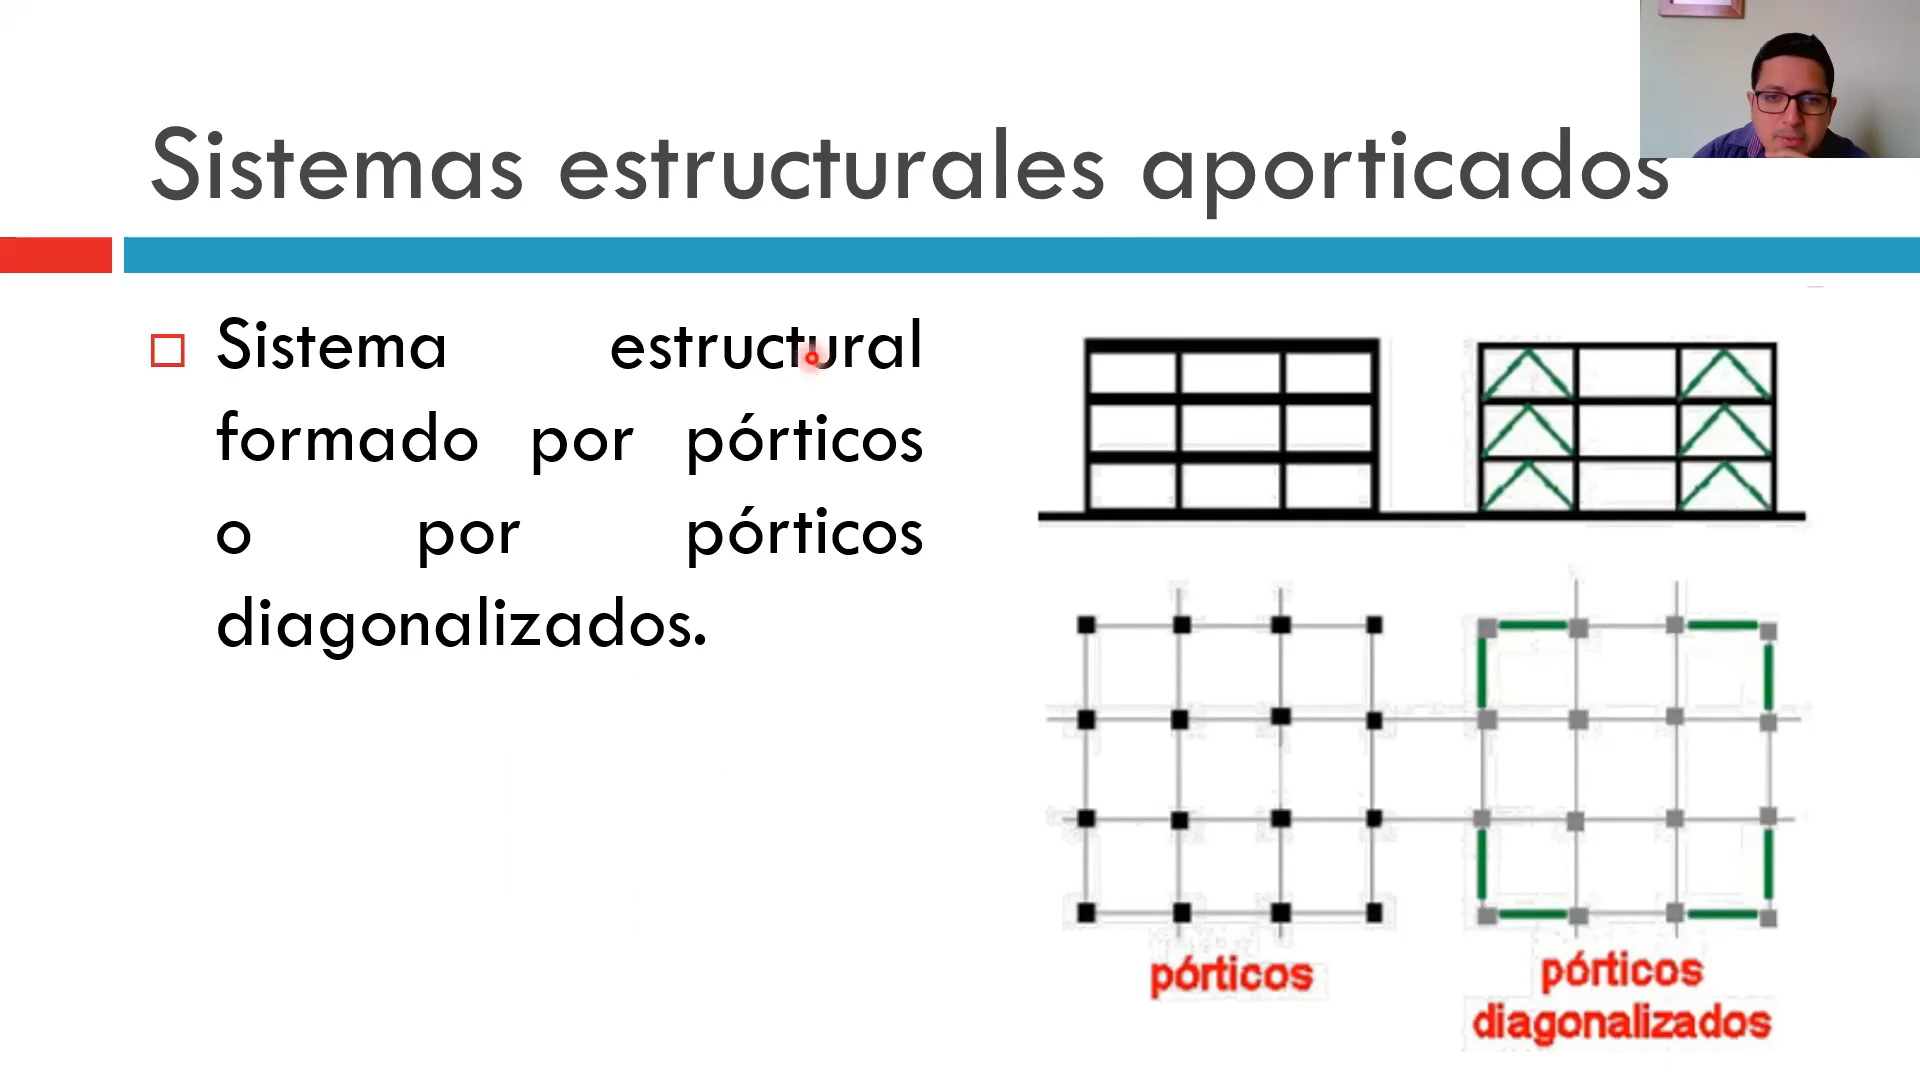 Sistemas estructurales aporticados
Sistema estructural
formado por pórticos
o por pórticos
diagonalizados.
pórticos
pórticos
diagonalizados